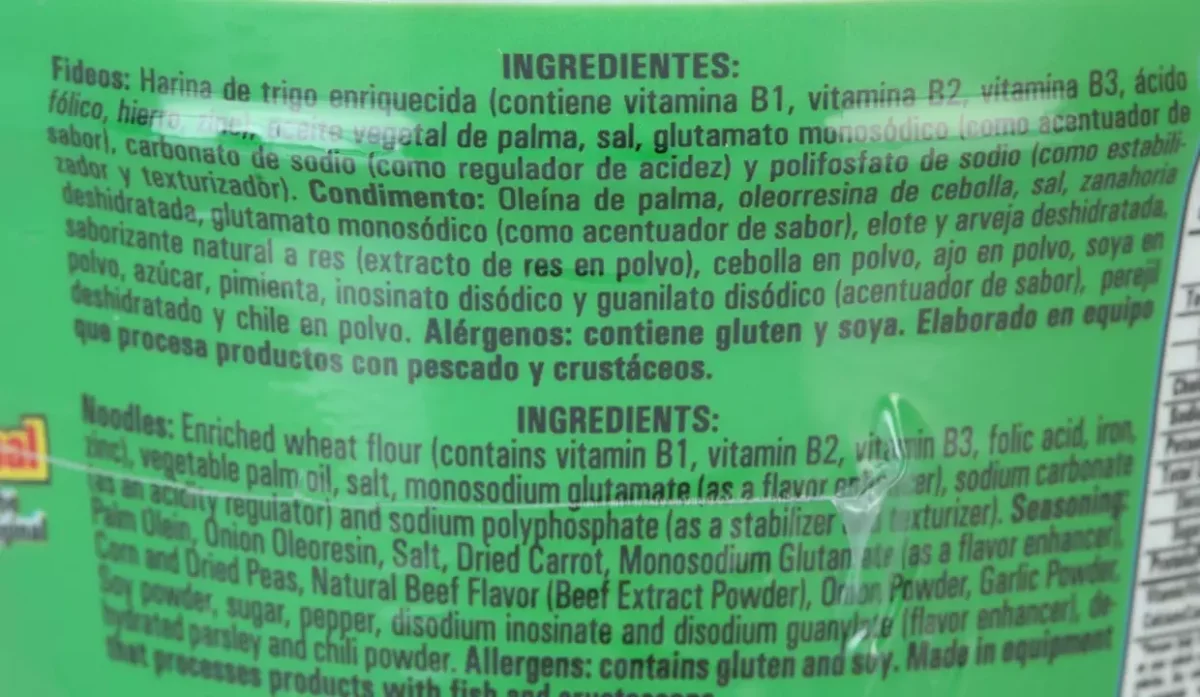 INGREDIENTES:
Fideos: Harina de trigo enriquecida (contiene vitamina B1, vitamina B2, vitamina B3, ácido
fólico, hierro, zinc), aceite vegetal de palma, sal, glutamato monosódico (como acentuador de
sabor), carbonato de sodio (como regulador de acidez) y polifosfato de sodio (como estabili-
zador y texturizador). Condimento: Oleína de palma, oleorresina de cebolla, sal, zanahoria
deshidratada, glutamato monosódico (como acentuador de sabor), elote y arveja deshidratada,
saborizante natural a res (extracto de res en polvo), cebolla en polvo, ajo en polvo, soya en
polvo, azúcar, pimienta, inosinato disódico y guanilato disódico (acentuador de sabor), perejil
deshidratado y chile en polvo. Alérgenos: contiene gluten y soya. Elaborado en equipo
que procesa productos con pescado y crustáceos.
INGREDIENTS:
Noodles: Enriched wheat flour (contains vitamin B1, vitamin B2, vitamin B3, folic acid, iron,
zinc), vegetable palm oil, salt, monosodium glutamate (as a flavor enhancer), sodium carbonate
(as an acidity regulator) and sodium polyphosphate (as a stabilizer texturizer). Seasoning:
Palm Olein, Onion Oleoresin, Salt, Dried Carrot, Monosodium Glutamate (as a flavor enhancer),
Corn and Dried Peas, Natural Beef Flavor (Beef Extract Powder), Onion Powder, Garlic Powder,
Soy powder, sugar, pepper, disodium inosinate and disodium guanylate (flavor enhancer), de-
hydrated parsley and chili powder. Allergens: contains gluten and soy. Made in equipment
that processes products with fish and crustaceans.